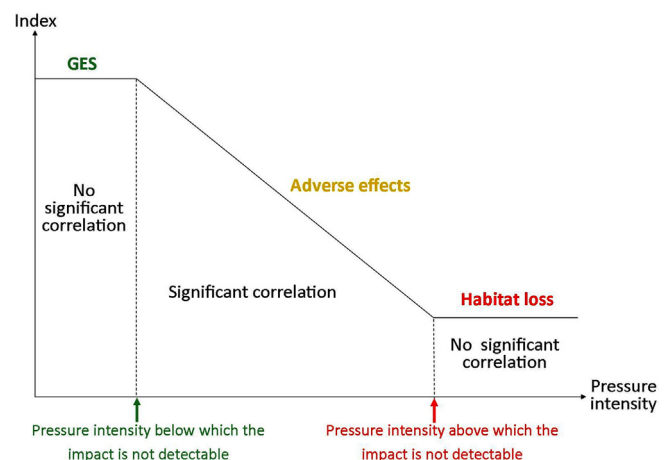 Index
GES
No
significant
correlation
Adverse effects
Significant correlation
Habitat loss
No significant
correlation
Pressure
intensity
Pressure intensity below which the
impact is not detectable
Pressure intensity above which the
impact is not detectable